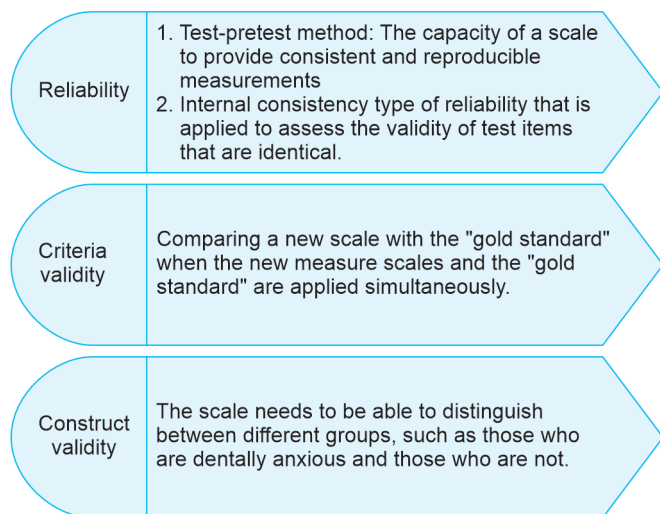 Reliability
1. Test-pretest method: The capacity of a scale
to provide consistent and reproducible
measurements
2. Internal consistency type of reliability that is
applied to assess the validity of test items
that are identical.
Criteria
validity
Comparing a new scale with the "gold standard"
when the new measure scales and the "gold
standard" are applied simultaneously.
Construct
validity
The scale needs to be able to distinguish
between different groups, such as those who
are dentally anxious and those who are not.